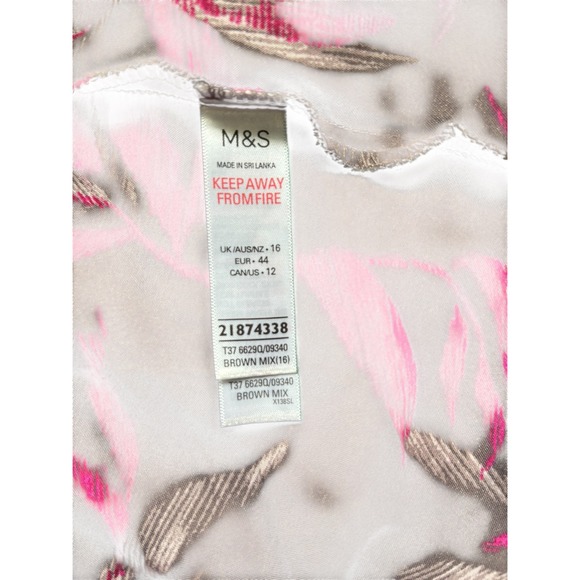 M&S
MADE IN SRI LANKA
KEEP AWAY
FROM FIRE
UK/AUS/NZ • 16
EUR • 44
CAN/US • 12
21874338
T37 6629Q/09340
BROWN MIX(16)
T37 6629Q/09340
BROWN MIX
X138SL